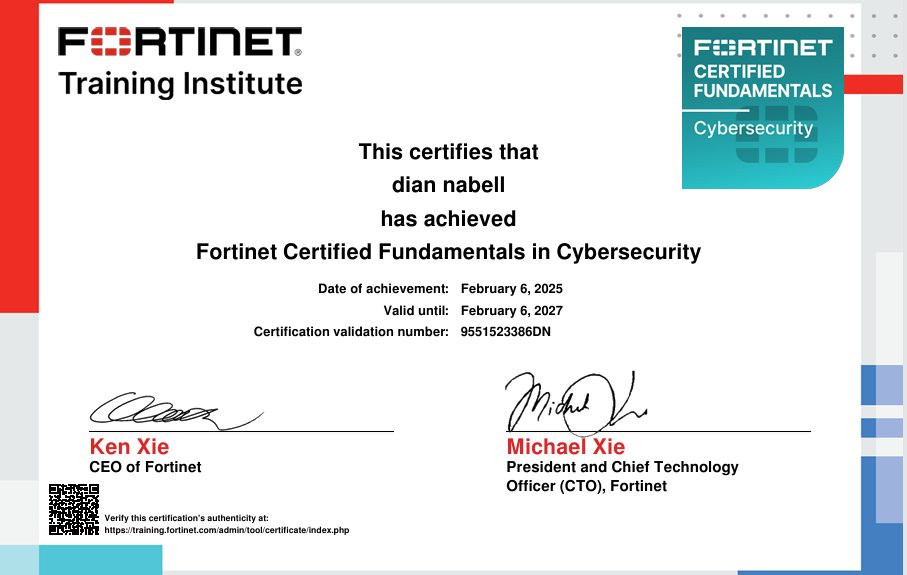 FORTINET®
Training Institute
FORTINET
CERTIFIED
FUNDAMENTALS
Cybersecurity
This certifies that
dian nabell
has achieved
Fortinet Certified Fundamentals in Cybersecurity
Date of achievement: February 6, 2025
Valid until: February 6, 2027
Certification validation number: 9551523386DN
Ken Xie
CEO of Fortinet
Michael Xie
President and Chief Technology
Officer (CTO), Fortinet
Verify this certification's authenticity at:
https://training.fortinet.com/admin/tool/certificate/index.php